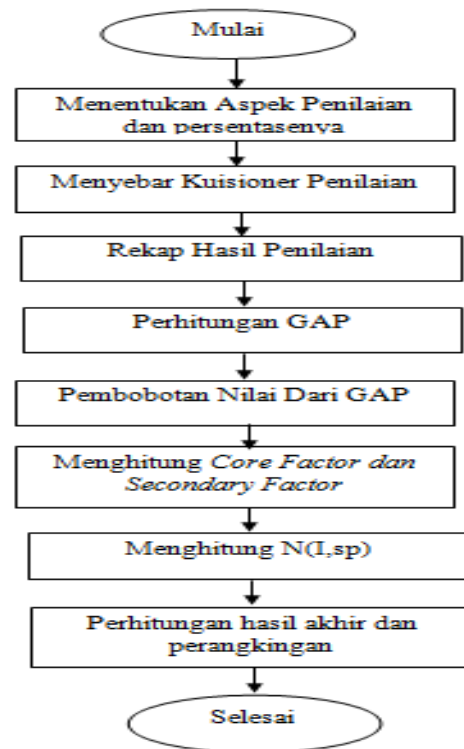 Mulai
Menentukan Aspek Penilaian
dan persentasenya
Menyebar Kuisioner Penilaian
Rekap Hasil Penilaian
Perhitungan GAP
Pembobotan Nilai Dari GAP
Menghitung Core Factor dan
Secondary Factor
Menghitung N(I,sp)
Perhitungan hasil akhir dan
perangkingan
Selesai